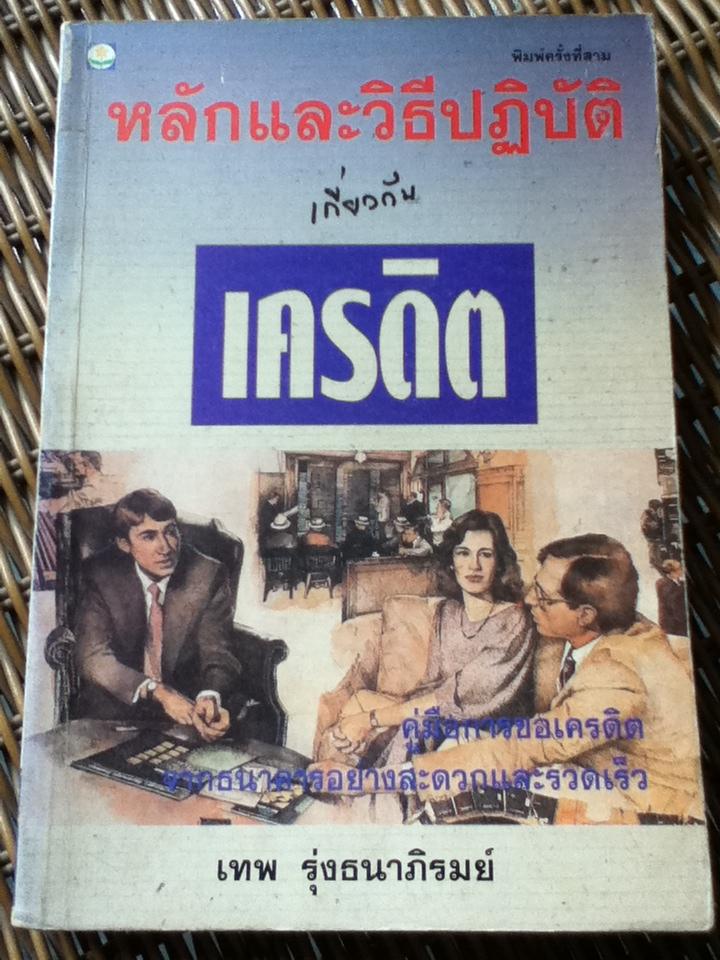 พิมพ์ครั้งที่สาม
หลักและวิธีปฏิบัติ
เกี่ยวกับ
เครดิต
คู่มือการขอเครดิต
จากธนาคารอย่างสะดวกและรวดเร็ว
เทพ รุ่งธนาภิรมย์